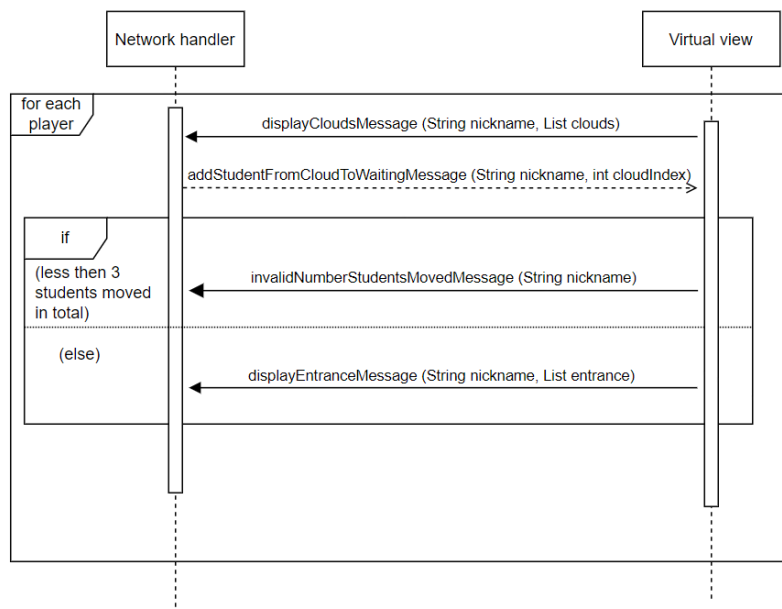 Network handler
Virtual view
for each
player
displayCloudsMessage (String nickname, List clouds)
addStudentFromCloudToWaitingMessage (String nickname, int cloudIndex)
if
(less then 3
students moved
in total)
invalidNumberStudentsMovedMessage (String nickname)
(else)
displayEntranceMessage (String nickname, List entrance)